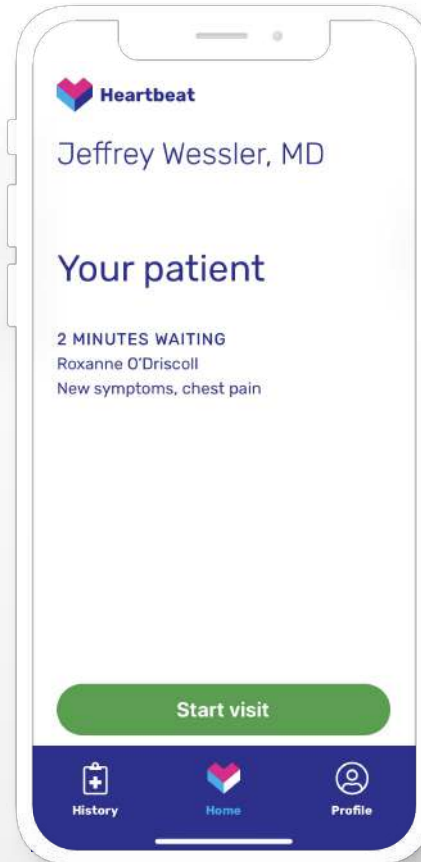 Heartbeat
Jeffrey Wessler, MD
Your patient
2 MINUTES WAITING
Roxanne O'Driscoll
New symptoms, chest pain
Start visit
History
Home
Profile